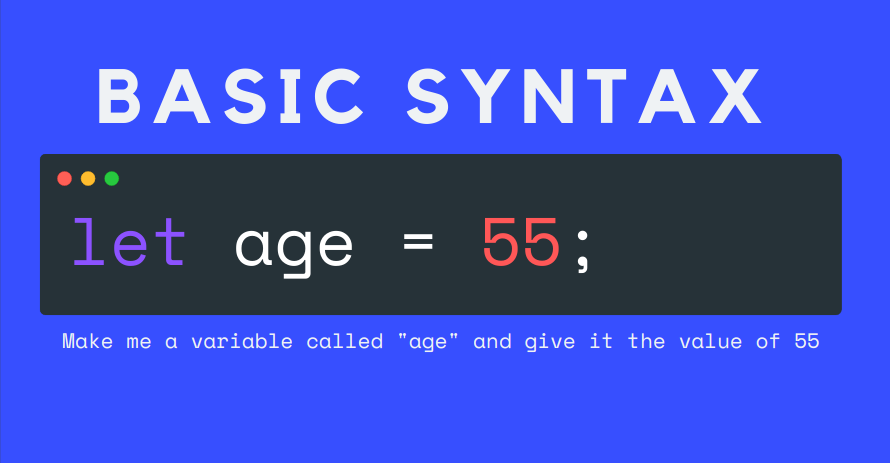 BASIC SYNTAX
let age = 55;
Make me a variable called "age" and give it the value of 55